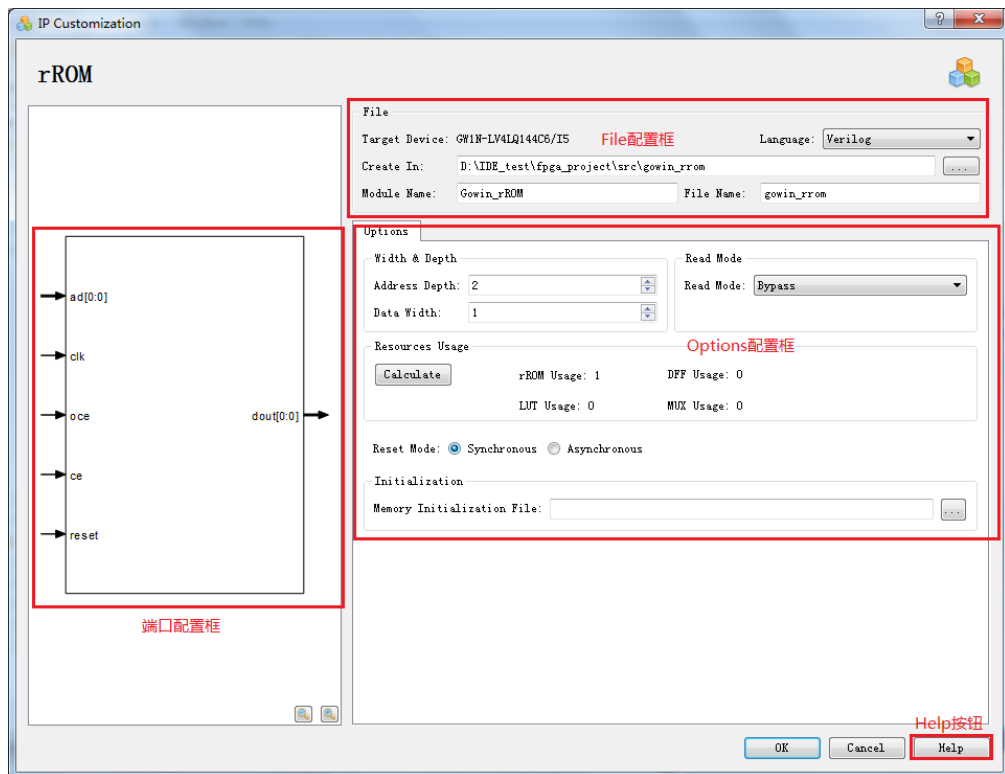 IP Customization
rROM
File
Target Device: GW1N-LV4LQ144C6/I5 File配置框 Language: Verilog
Create In: D:\IDE_test\fpga_project\src\gowin_rrom ...
Module Name: Gowin_rROM File Name: gowin_rrom
Options
Width & Depth Read Mode
Address Depth: 2 Read Mode: Bypass
Data Width: 1
Resources Usage Options配置框
Calculate rROM Usage: 1 DFF Usage: 0
LUT Usage: 0 MUX Usage: 0
Reset Mode: Synchronous Asynchronous
Initialization
Memory Initialization File: ...
ad[0:0]
clk
oce dout[0:0]
ce
reset
端口配置框
Help按钮
OK Cancel Help